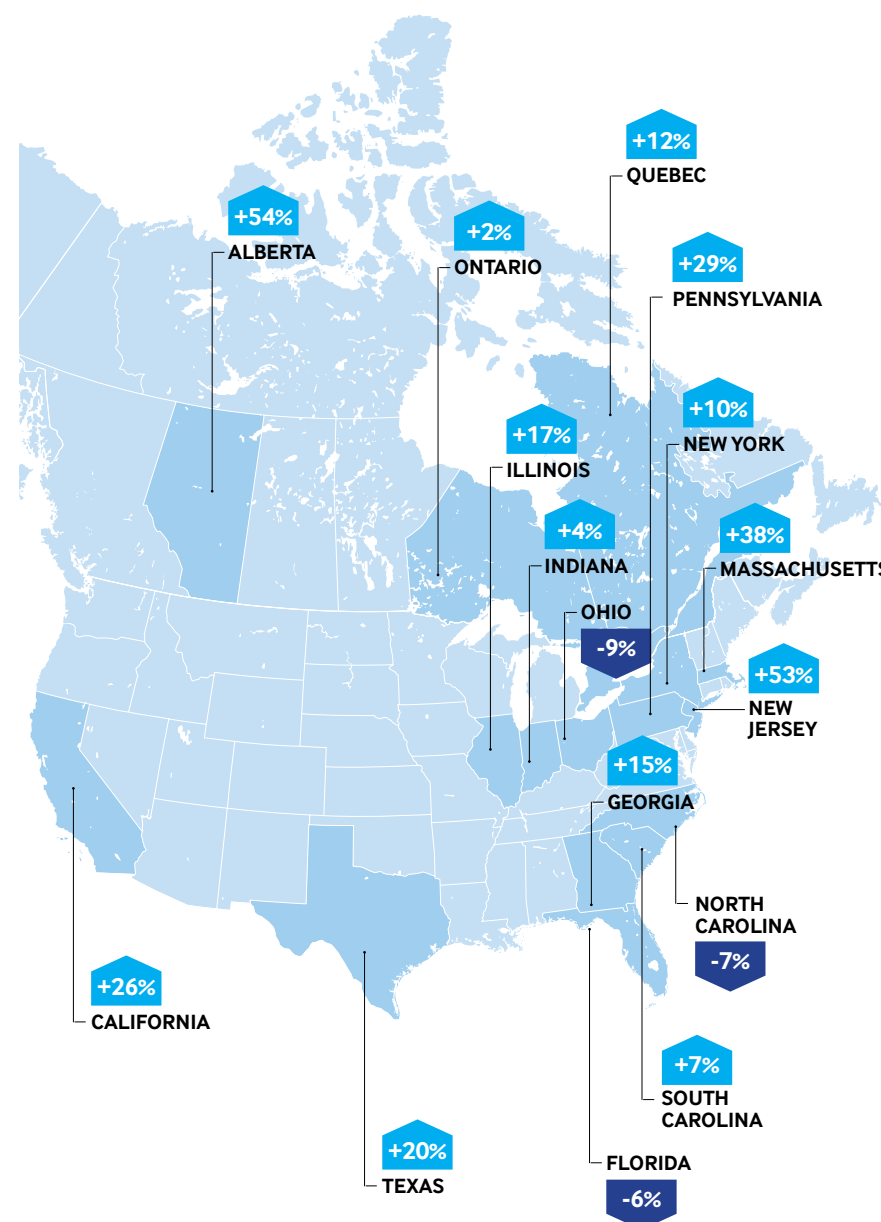 +12%
QUEBEC
+54%
ALBERTA
+2%
ONTARIO
+29%
PENNSYLVANIA
+10%
NEW YORK
+17%
ILLINOIS
+4%
INDIANA
+38%
MASSACHUSETTS
OHIO
-9%
+53%
NEW
JERSEY
+15%
GEORGIA
NORTH
CAROLINA
-7%
+26%
CALIFORNIA
+7%
SOUTH
CAROLINA
+20%
TEXAS
FLORIDA
-6%